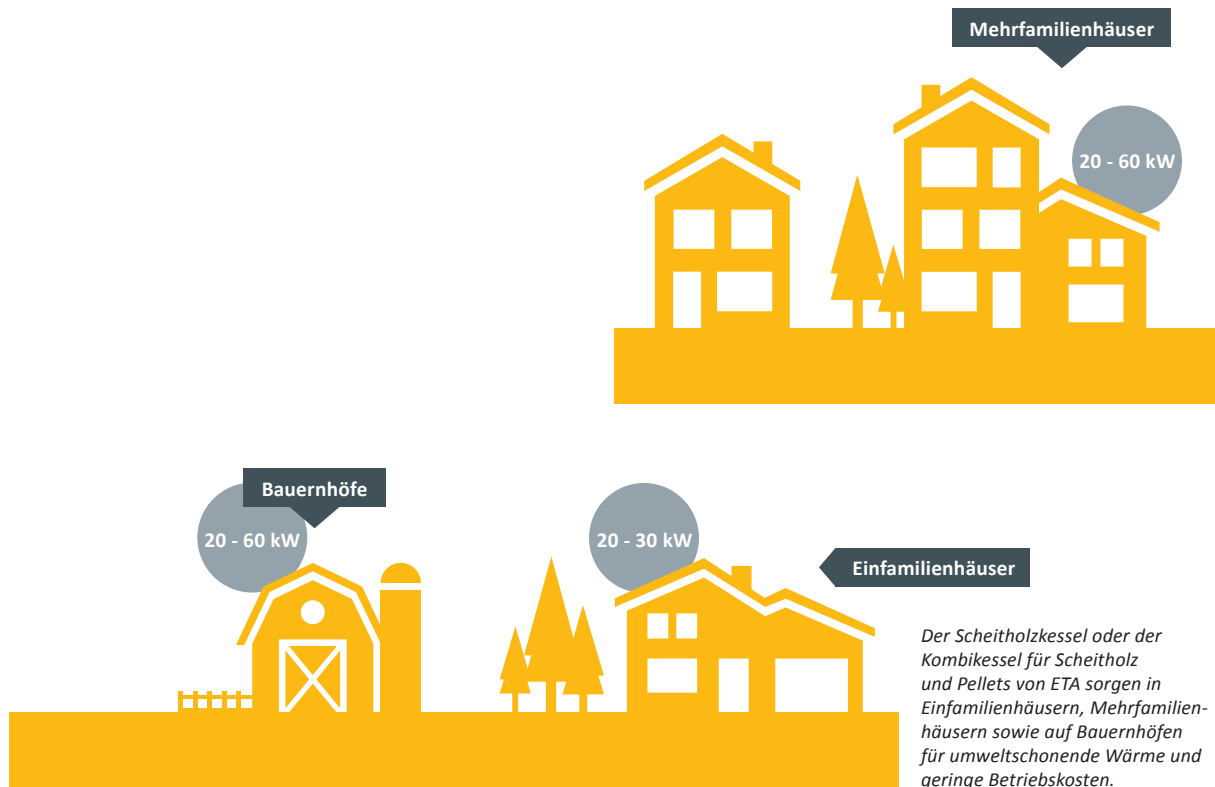 Mehrfamilienhäuser
20 - 60 kW
Bauernhöfe
20 - 60 kW
20 - 30 kW
Einfamilienhäuser
Der Scheitholzkessel oder der
Kombikessel für Scheitholz
und Pellets von ETA sorgen in
Einfamilienhäusern, Mehrfamilien-
häusern sowie auf Bauernhöfen
für umweltschonende Wärme und
geringe Betriebskosten.